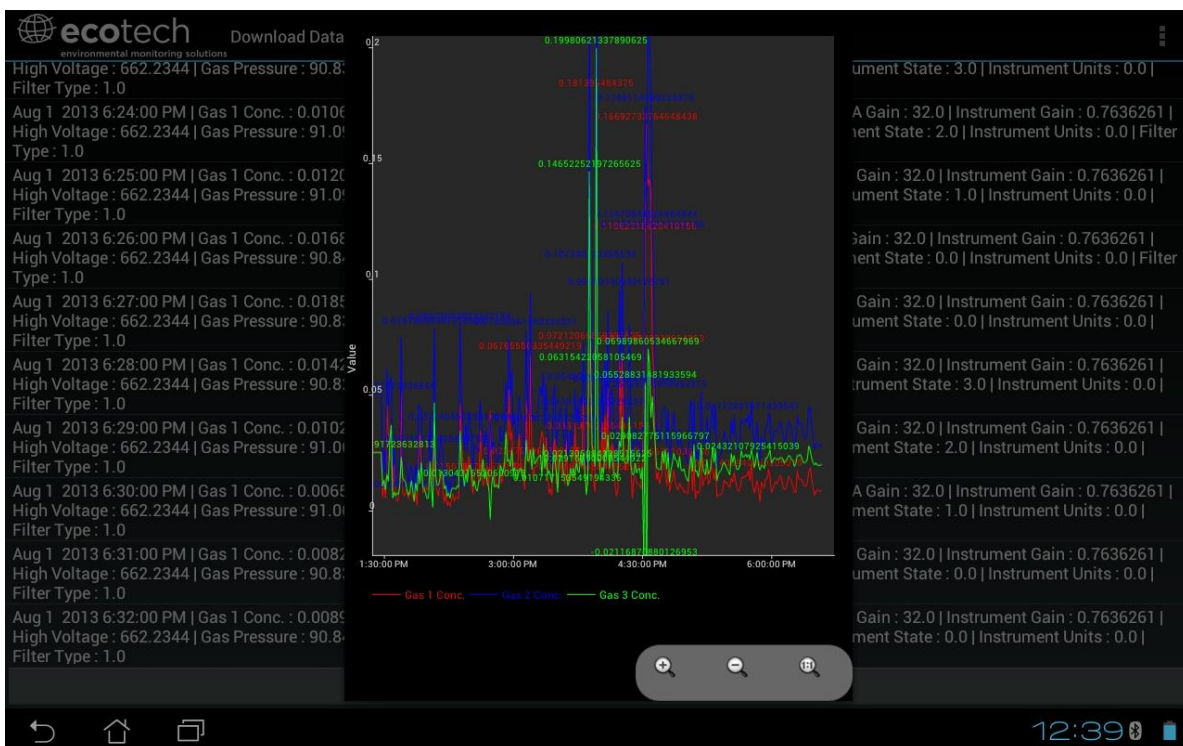 ecotech
environmental monitoring solutions
Download Data
High Voltage : 662.2344 | Gas Pressure : 90.8
ument State : 3.0 | Instrument Units : 0.0 |
Filter Type : 1.0
Aug 1 2013 6:24:00 PM | Gas 1 Conc. : 0.0106
A Gain : 32.0 | Instrument Gain : 0.7636261 |
High Voltage : 662.2344 | Gas Pressure : 91.0
ent State : 2.0 | Instrument Units : 0.0 | Filter
Type : 1.0
Aug 1 2013 6:25:00 PM | Gas 1 Conc. : 0.0120
Gain : 32.0 | Instrument Gain : 0.7636261 |
High Voltage : 662.2344 | Gas Pressure : 91.0
ument State : 1.0 | Instrument Units : 0.0 |
Filter Type : 1.0
Aug 1 2013 6:26:00 PM | Gas 1 Conc. : 0.0168
Gain : 32.0 | Instrument Gain : 0.7636261 |
High Voltage : 662.2344 | Gas Pressure : 90.8
ent State : 0.0 | Instrument Units : 0.0 | Filter
Type : 1.0
Aug 1 2013 6:27:00 PM | Gas 1 Conc. : 0.0185
Gain : 32.0 | Instrument Gain : 0.7636261 |
High Voltage : 662.2344 | Gas Pressure : 90.8
ument State : 0.0 | Instrument Units : 0.0 |
Filter Type : 1.0
Aug 1 2013 6:28:00 PM | Gas 1 Conc. : 0.0142
Gain : 32.0 | Instrument Gain : 0.7636261 |
High Voltage : 662.2344 | Gas Pressure : 90.8
rument State : 3.0 | Instrument Units : 0.0 |
Filter Type : 1.0
Aug 1 2013 6:29:00 PM | Gas 1 Conc. : 0.0102
Gain : 32.0 | Instrument Gain : 0.7636261 |
High Voltage : 662.2344 | Gas Pressure : 91.0
ument State : 2.0 | Instrument Units : 0.0 |
Filter Type : 1.0
Aug 1 2013 6:30:00 PM | Gas 1 Conc. : 0.0065
A Gain : 32.0 | Instrument Gain : 0.7636261 |
High Voltage : 662.2344 | Gas Pressure : 91.0
ment State : 1.0 | Instrument Units : 0.0 |
Filter Type : 1.0
Aug 1 2013 6:31:00 PM | Gas 1 Conc. : 0.0082
Gain : 32.0 | Instrument Gain : 0.7636261 |
High Voltage : 662.2344 | Gas Pressure : 90.8
ument State : 0.0 | Instrument Units : 0.0 |
Filter Type : 1.0
Aug 1 2013 6:32:00 PM | Gas 1 Conc. : 0.0089
Gain : 32.0 | Instrument Gain : 0.7636261 |
High Voltage : 662.2344 | Gas Pressure : 90.8
ment State : 0.0 | Instrument Units : 0.0 |
Filter Type : 1.0
0.2
0.19980621337890625
0.15
0.14652252197265625
0.1
Value
0.06989860534667969
0.06315422058105469
0.05528831481933594
0.05
0.029082775115966797
0.02432107925415039
0
-0.02116870880126953
1:30:00 PM
3:00:00 PM
4:30:00 PM
6:00:00 PM
Gas 1 Conc.
Gas 2 Conc.
Gas 3 Conc.
1:1
12:39